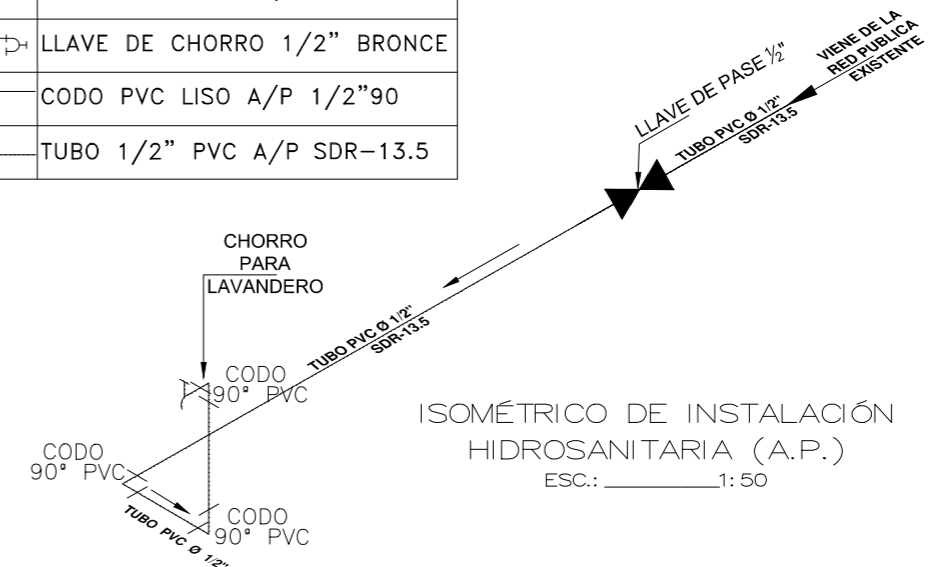 LLAVE DE CHORRO 1/2" BRONCE
CODO PVC LISO A/P 1/2"90
TUBO 1/2" PVC A/P SDR-13.5
VIENE DE LA
RED PUBLICA
EXISTENTE
LLAVE DE PASE ½"
TUBO PVC Ø 1/2"
SDR-13.5
CHORRO
PARA
LAVANDERO
TUBO PVC Ø 1/2"
SDR-13.5
CODO
90° PVC
CODO
90° PVC
CODO
90° PVC
TUBO PVC Ø 1/2"
ISOMÉTRICO DE INSTALACIÓN
HIDROSANITARIA (A.P.)
ESC.: __________1:50